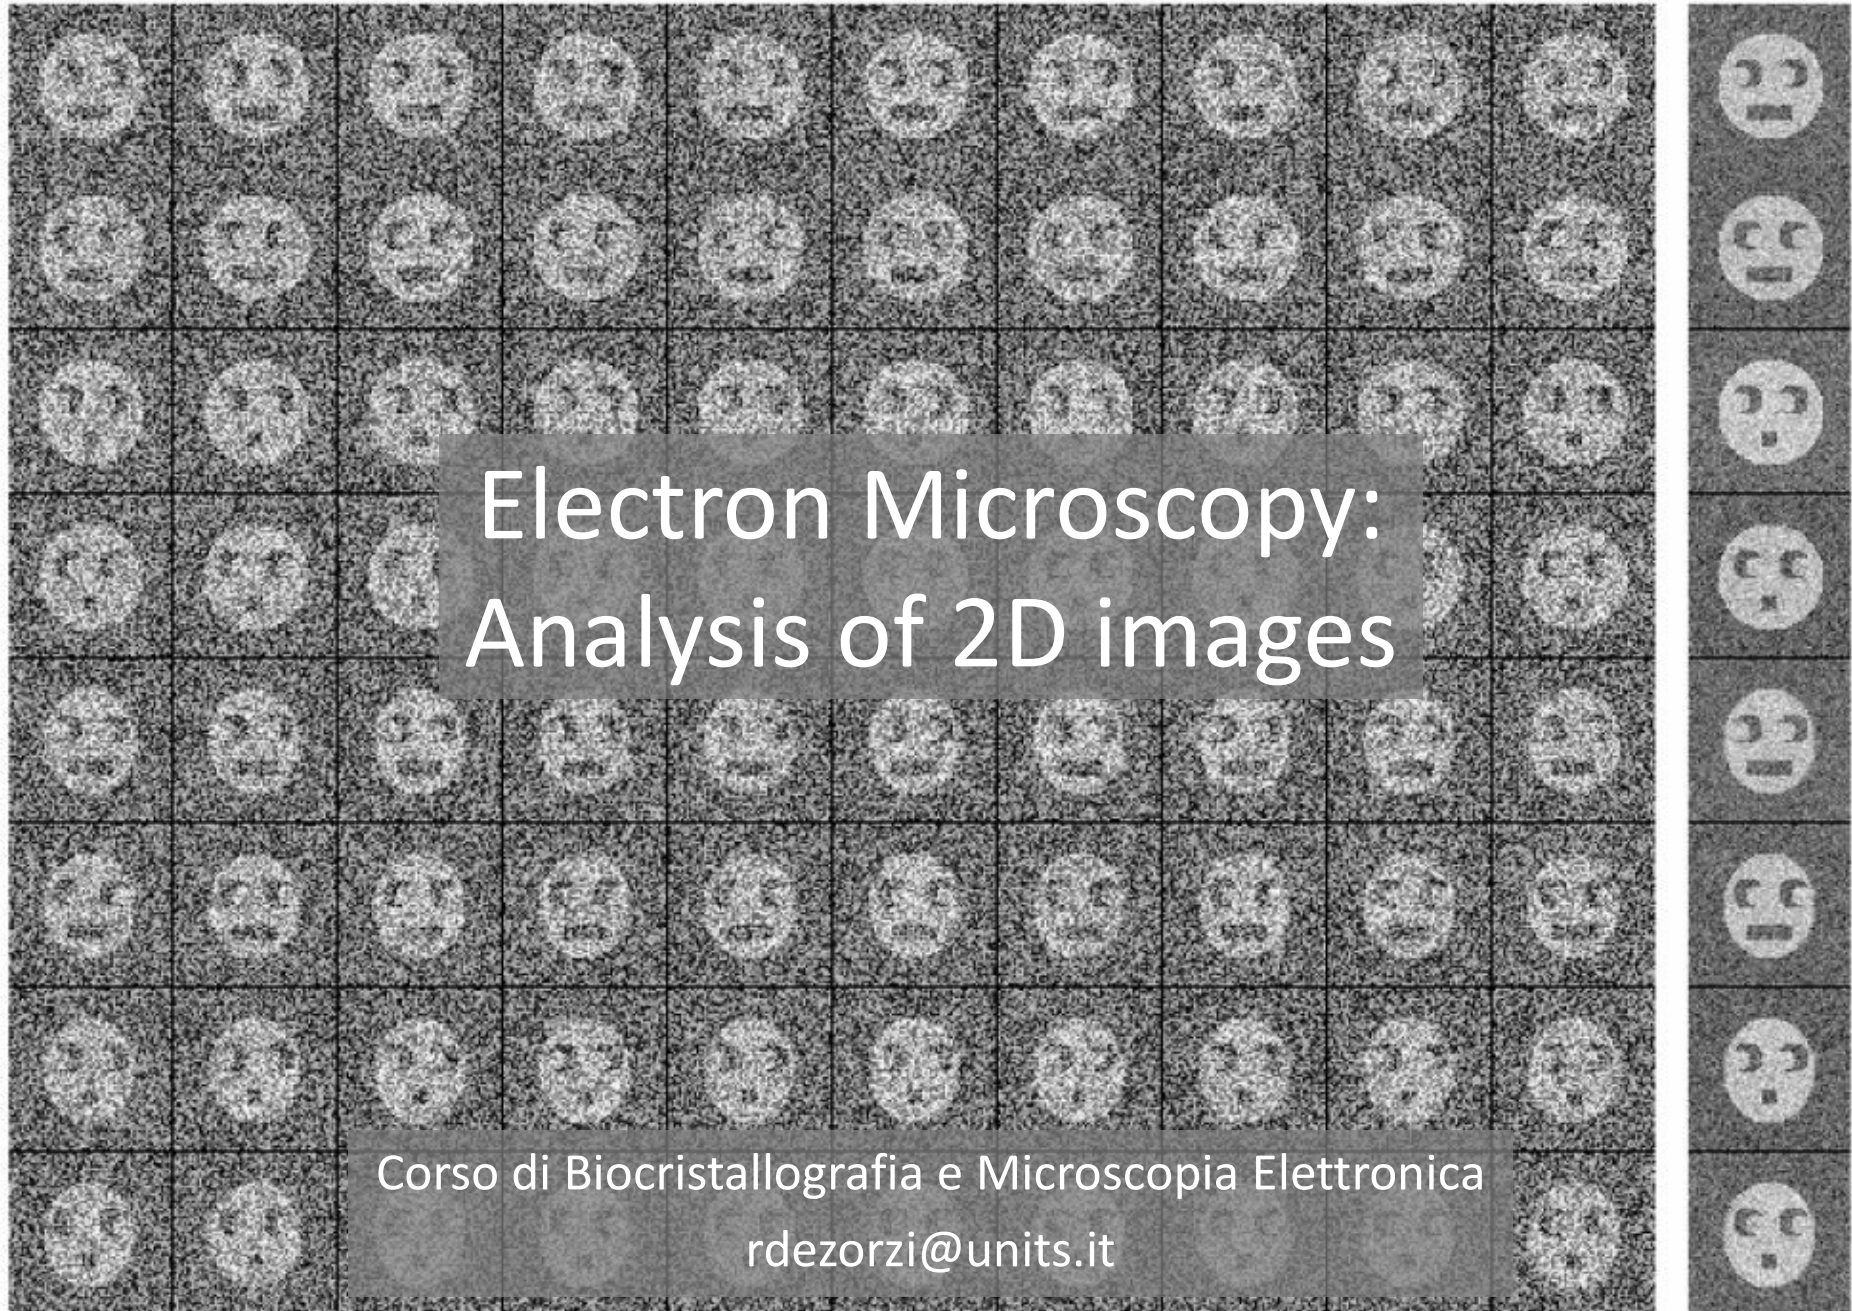 Electron Microscopy:
Analysis of 2D images
Corso di Biocristallografia e Microscopia Elettronica
rdezorzi@units.it